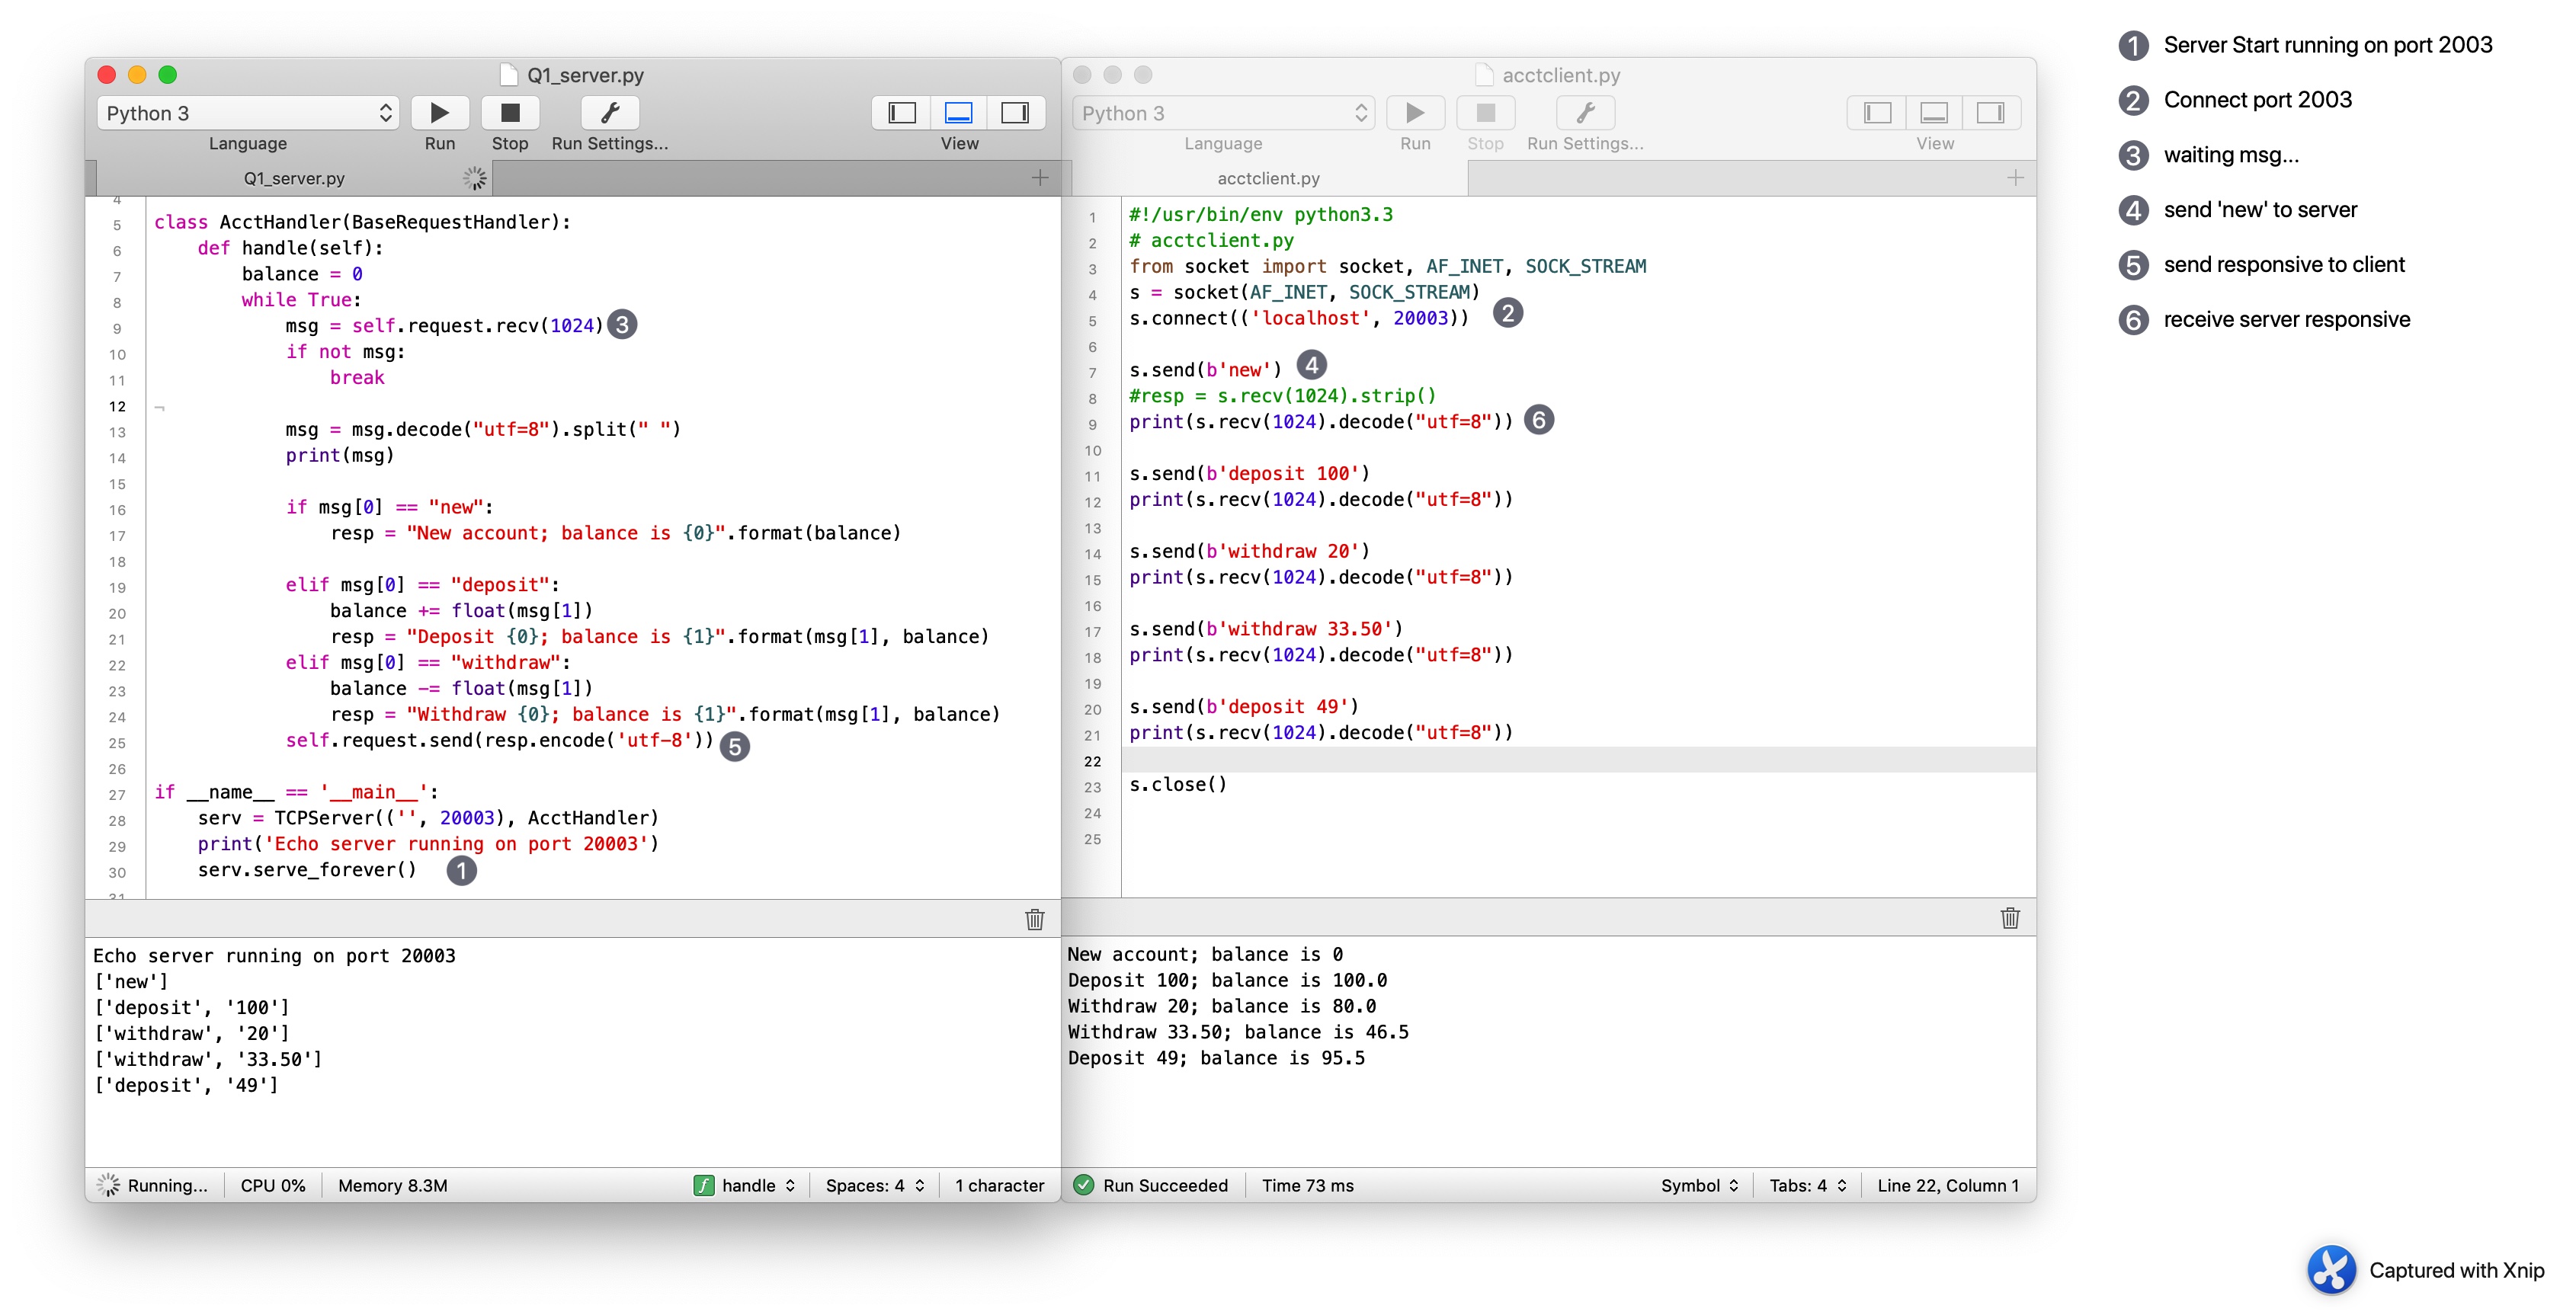 Q1_server.py
Python 3
Language
Run
Stop
Run Settings...
View
Q1_server.py
4
5 class AcctHandler(BaseRequestHandler):
6     def handle(self):
7         balance = 0
8         while True:
9             msg = self.request.recv(1024) 3
10             if not msg:
11                 break
12 ¬
13             msg = msg.decode("utf=8").split(" ")
14             print(msg)
15
16             if msg[0] == "new":
17                 resp = "New account; balance is {0}".format(balance)
18
19             elif msg[0] == "deposit":
20                 balance += float(msg[1])
21                 resp = "Deposit {0}; balance is {1}".format(msg[1], balance)
22             elif msg[0] == "withdraw":
23                 balance -= float(msg[1])
24                 resp = "Withdraw {0}; balance is {1}".format(msg[1], balance)
25             self.request.send(resp.encode('utf-8')) 5
26
27 if __name__ == '__main__':
28     serv = TCPServer(('', 20003), AcctHandler)
29     print('Echo server running on port 20003')
30     serv.serve_forever() 1
31
Echo server running on port 20003
['new']
['deposit', '100']
['withdraw', '20']
['withdraw', '33.50']
['deposit', '49']
Running... CPU 0% Memory 8.3M f handle Spaces: 4 1 character
acctclient.py
Python 3
Language
Run
Stop
Run Settings...
View
acctclient.py
1 #!/usr/bin/env python3.3
2 # acctclient.py
3 from socket import socket, AF_INET, SOCK_STREAM
4 s = socket(AF_INET, SOCK_STREAM)
5 s.connect(('localhost', 20003)) 2
6
7 s.send(b'new') 4
8 #resp = s.recv(1024).strip()
9 print(s.recv(1024).decode("utf=8")) 6
10
11 s.send(b'deposit 100')
12 print(s.recv(1024).decode("utf=8"))
13
14 s.send(b'withdraw 20')
15 print(s.recv(1024).decode("utf=8"))
16
17 s.send(b'withdraw 33.50')
18 print(s.recv(1024).decode("utf=8"))
19
20 s.send(b'deposit 49')
21 print(s.recv(1024).decode("utf=8"))
22
23 s.close()
24
25
New account; balance is 0
Deposit 100; balance is 100.0
Withdraw 20; balance is 80.0
Withdraw 33.50; balance is 46.5
Deposit 49; balance is 95.5
Run Succeeded Time 73 ms Symbol Tabs: 4 Line 22, Column 1
1 Server Start running on port 2003
2 Connect port 2003
3 waiting msg...
4 send 'new' to server
5 send responsive to client
6 receive server responsive
Captured with Xnip